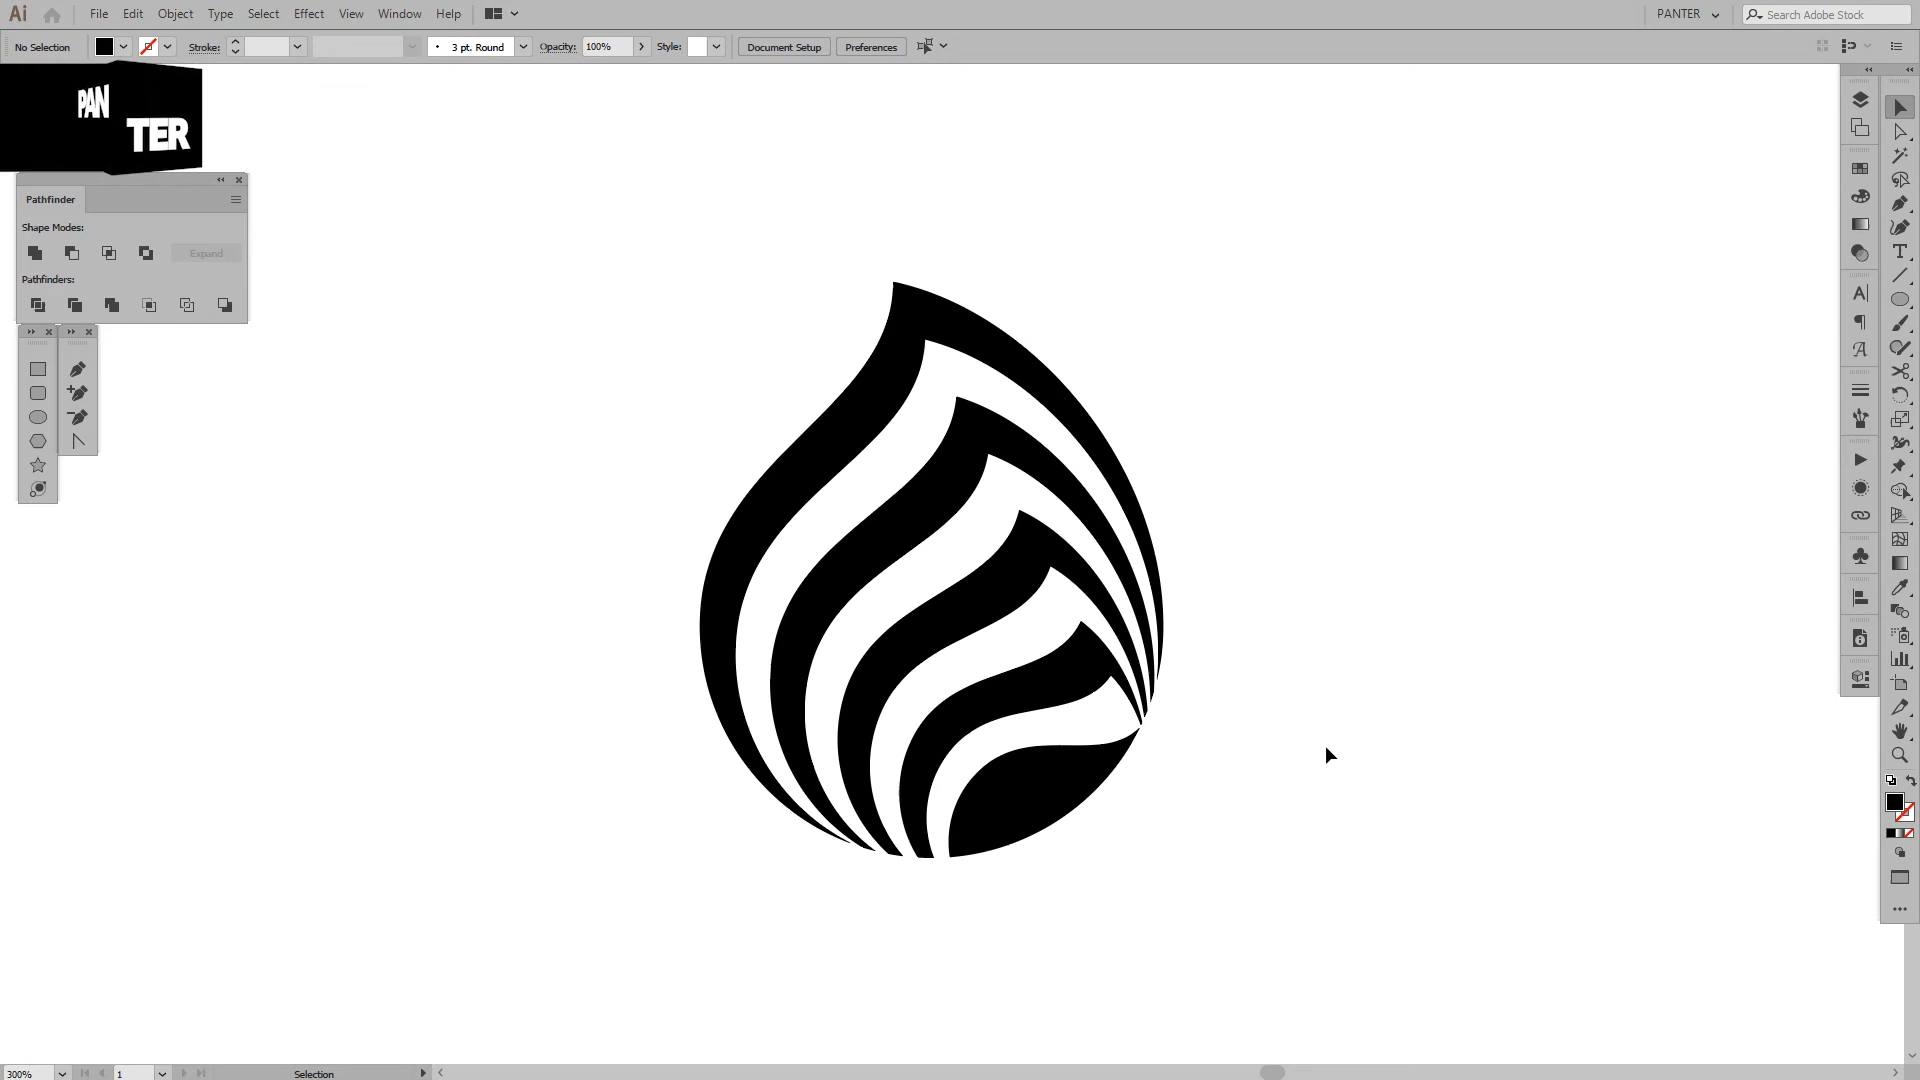 Ai File Edit Object Type Select Effect View Window Help PANTER Search Adobe Stock
No Selection Stroke: 3 pt. Round Opacity: 100% Style: Document Setup Preferences
PAN
TER
Pathfinder
Shape Modes:
Expand
Pathfinders:
300% 1 Selection